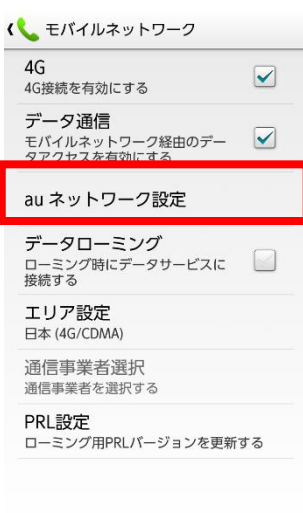 モバイルネットワーク
4G
4G接続を有効にする
データ通信
モバイルネットワーク経由のデー
タアクセスを有効にする
au ネットワーク設定
データローミング
ローミング時にデータサービスに
接続する
エリア設定
日本 (4G/CDMA)
通信事業者選択
通信事業者を選択する
PRL設定
ローミング用PRLバージョンを更新する